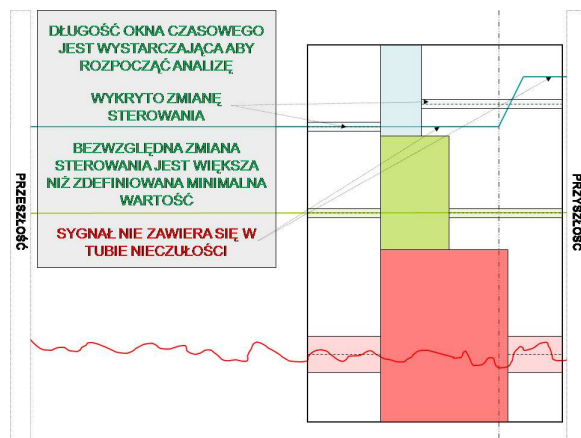 DŁUGOŚĆ OKNA CZASOWEGO
JEST WYSTARCZAJĄCA ABY
ROZPOCZĄĆ ANALIZĘ
WYKRYTO ZMIANĘ
STEROWANIA
BEZWZGLĘDNA ZMIANA
STEROWANIA JEST WIĘKSZA
NIŻ ZDEFINIOWANA MINIMALNA
WARTOŚĆ
SYGNAŁ NIE ZAWIERA SIĘ W
TUBIE NIECZUŁOŚCI
PRZESZŁOŚĆ
PRZYSZŁOŚĆ